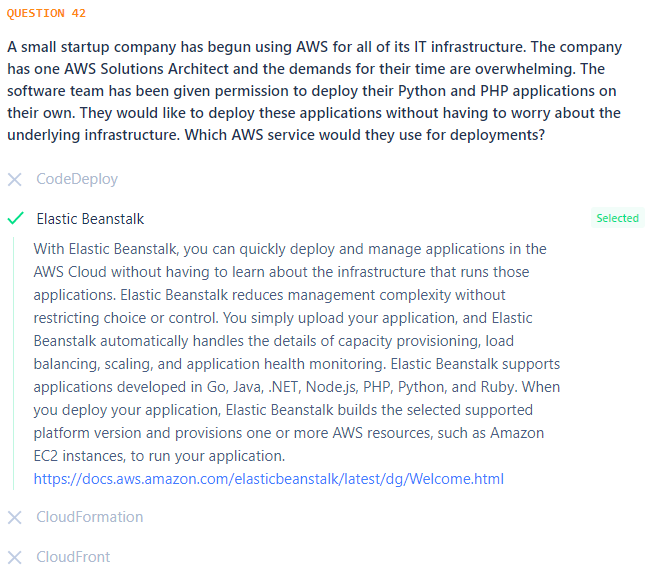 QUESTION 42
A small startup company has begun using AWS for all of its IT infrastructure. The company
has one AWS Solutions Architect and the demands for their time are overwhelming. The
software team has been given permission to deploy their Python and PHP applications on
their own. They would like to deploy these applications without having to worry about the
underlying infrastructure. Which AWS service would they use for deployments?
CodeDeploy
Elastic Beanstalk
Selected
With Elastic Beanstalk, you can quickly deploy and manage applications in the
AWS Cloud without having to learn about the infrastructure that runs those
applications. Elastic Beanstalk reduces management complexity without
restricting choice or control. You simply upload your application, and Elastic
Beanstalk automatically handles the details of capacity provisioning, load
balancing, scaling, and application health monitoring. Elastic Beanstalk supports
applications developed in Go, Java, .NET, Node.js, PHP, Python, and Ruby. When
you deploy your application, Elastic Beanstalk builds the selected supported
platform version and provisions one or more AWS resources, such as Amazon
EC2 instances, to run your application.
https://docs.aws.amazon.com/elasticbeanstalk/latest/dg/Welcome.html
CloudFormation
CloudFront